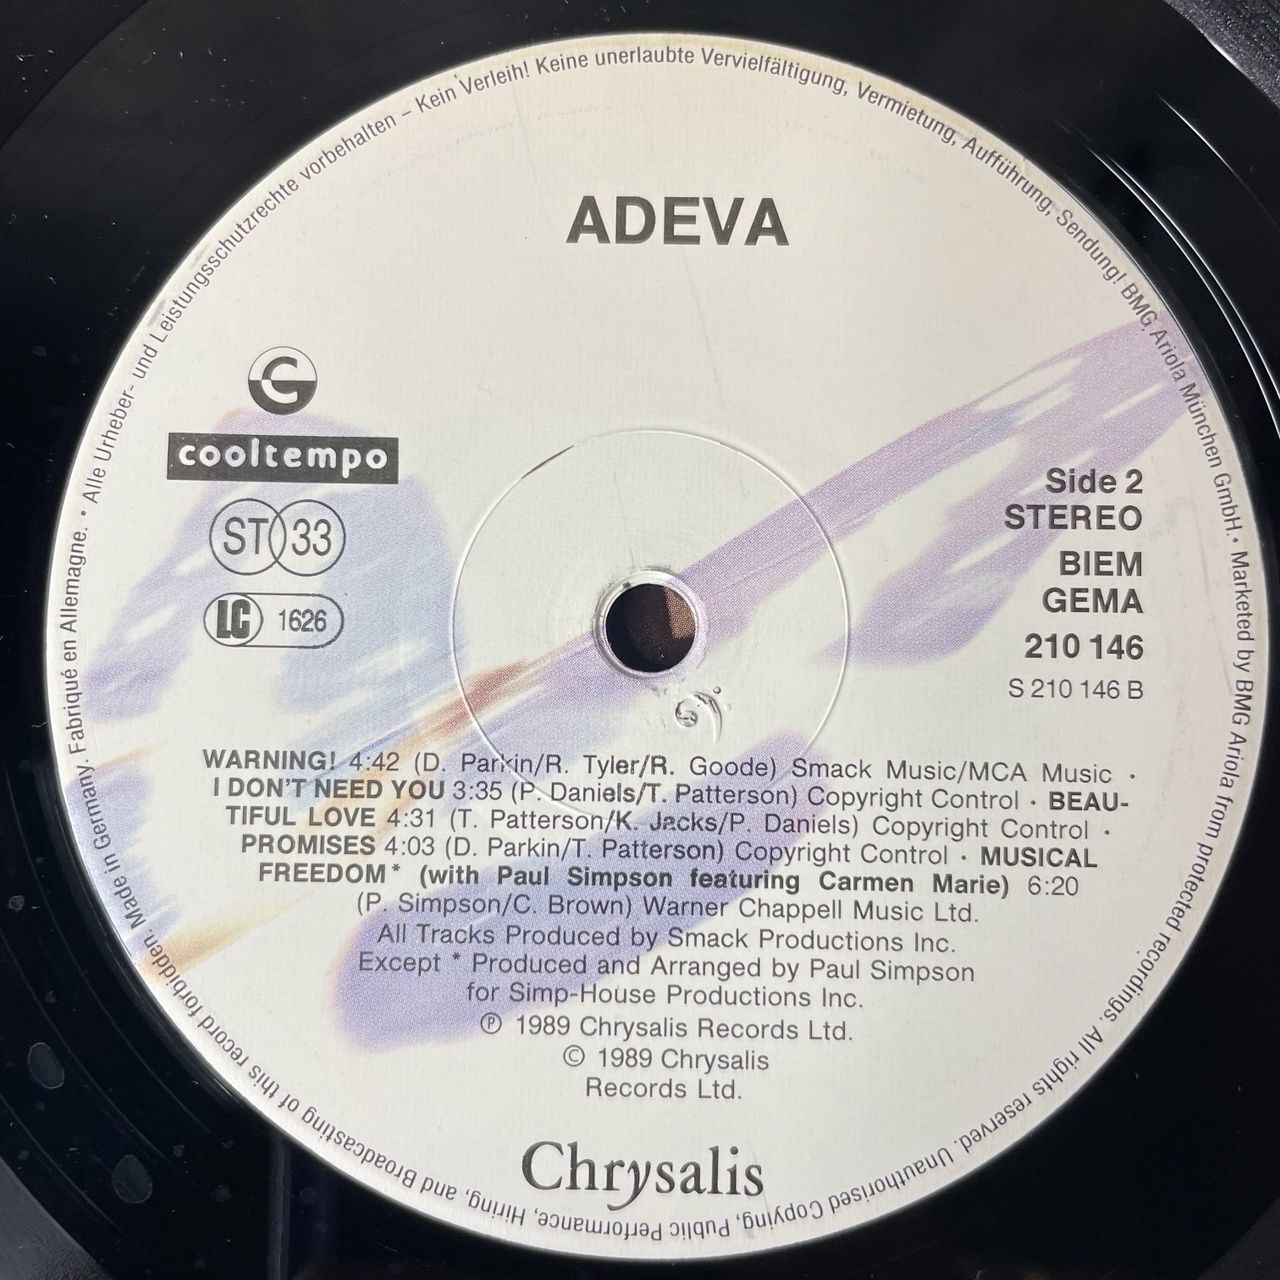 Alle Urheber- und Leistungsschutzrechte vorbehalten – Kein Verleih! Keine unerlaubte Vervielfältigung, Vermietung, Aufführung, Sendung! BMG Ariola München GmbH. • Marketed by BMG Ariola from protected recordings. All rights reserved. Unauthorised Copying, Public Performance, Hiring, and Broadcasting of this record forbidden. Made in Germany. Fabriqué en Allemagne. •
ADEVA
G
cooltempo
ST 33
LC 1626
Side 2
STEREO
BIEM
GEMA
210 146
S 210 146 B
WARNING! 4:42 (D. Parkin/R. Tyler/R. Goode) Smack Music/MCA Music ·
I DON'T NEED YOU 3:35 (P. Daniels/T. Patterson) Copyright Control · BEAU-
TIFUL LOVE 4:31 (T. Patterson/K. Jacks/P. Daniels) Copyright Control ·
PROMISES 4:03 (D. Parkin/T. Patterson) Copyright Control · MUSICAL
FREEDOM* (with Paul Simpson featuring Carmen Marie) 6:20
(P. Simpson/C. Brown) Warner Chappell Music Ltd.
All Tracks Produced by Smack Productions Inc.
Except * Produced and Arranged by Paul Simpson
for Simp-House Productions Inc.
℗ 1989 Chrysalis Records Ltd.
© 1989 Chrysalis
Records Ltd.
Chrysalis